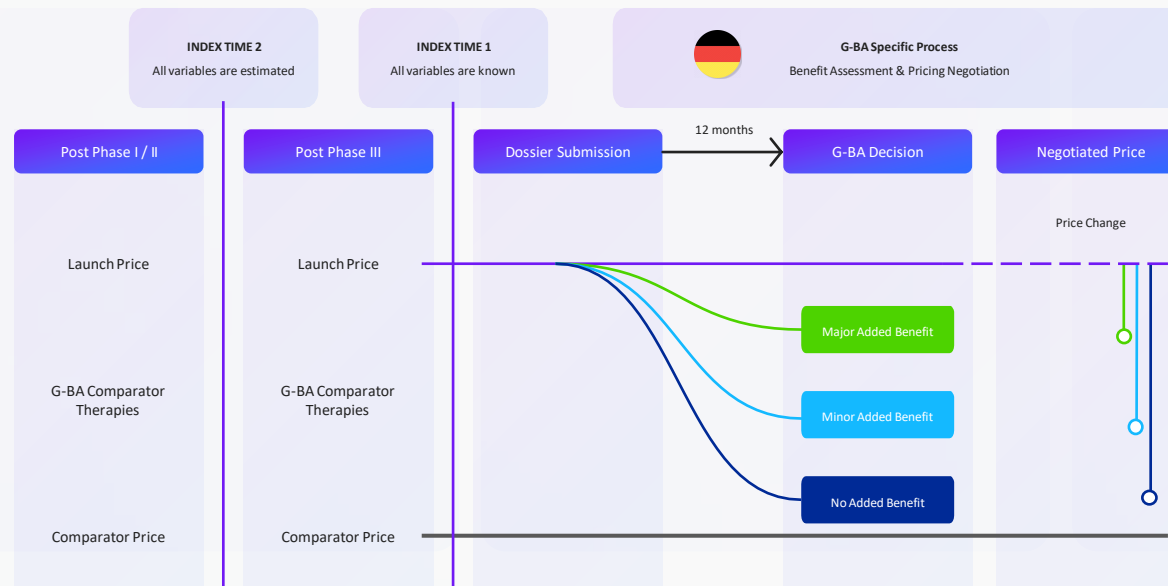 INDEX TIME 2
All variables are estimated
INDEX TIME 1
All variables are known
G-BA Specific Process
Benefit Assessment & Pricing Negotiation
12 months
Post Phase I / II
Post Phase III
Dossier Submission
G-BA Decision
Negotiated Price
Price Change
Launch Price
Launch Price
Major Added Benefit
G-BA Comparator
Therapies
G-BA Comparator
Therapies
Minor Added Benefit
No Added Benefit
Comparator Price
Comparator Price